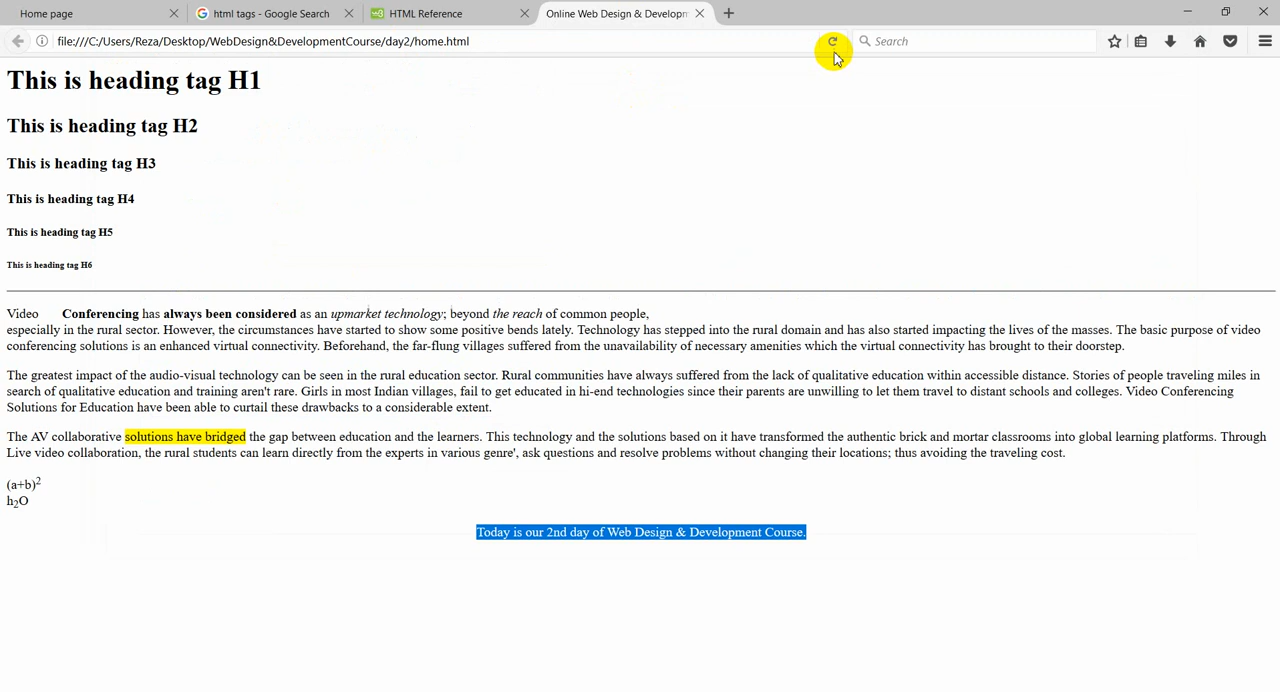 Home page html tags - Google Search HTML Reference Online Web Design & Developm
file:///C:/Users/Reza/Desktop/WebDesign&DevelopmentCourse/day2/home.html Search
This is heading tag H1
This is heading tag H2
This is heading tag H3
This is heading tag H4
This is heading tag H5
This is heading tag H6
Video Conferencing has always been considered as an upmarket technology; beyond the reach of common people,
especially in the rural sector. However, the circumstances have started to show some positive bends lately. Technology has stepped into the rural domain and has also started impacting the lives of the masses. The basic purpose of video
conferencing solutions is an enhanced virtual connectivity. Beforehand, the far-flung villages suffered from the unavailability of necessary amenities which the virtual connectivity has brought to their doorstep.
The greatest impact of the audio-visual technology can be seen in the rural education sector. Rural communities have always suffered from the lack of qualitative education within accessible distance. Stories of people traveling miles in
search of qualitative education and training aren't rare. Girls in most Indian villages, fail to get educated in hi-end technologies since their parents are unwilling to let them travel to distant schools and colleges. Video Conferencing
Solutions for Education have been able to curtail these drawbacks to a considerable extent.
The AV collaborative solutions have bridged the gap between education and the learners. This technology and the solutions based on it have transformed the authentic brick and mortar classrooms into global learning platforms. Through
Live video collaboration, the rural students can learn directly from the experts in various genre', ask questions and resolve problems without changing their locations; thus avoiding the traveling cost.
(a+b)²
h₂O
Today is our 2nd day of Web Design & Development Course.